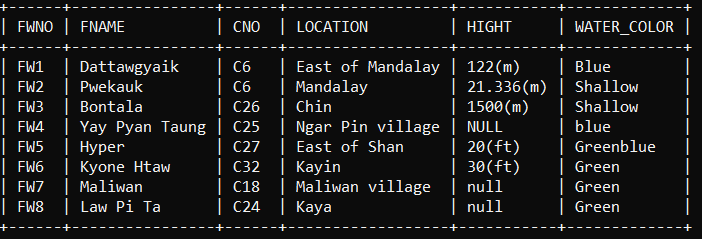 +------+------------------+-----+------------------+-----------+-------------+
| FWNO | FNAME | CNO | LOCATION | HIGHT | WATER_COLOR |
+------+------------------+-----+------------------+-----------+-------------+
| FW1 | Dattawgyaik | C6 | East of Mandalay | 122(m) | Blue |
| FW2 | Pwekauk | C6 | Mandalay | 21.336(m) | Shallow |
| FW3 | Bontala | C26 | Chin | 1500(m) | Shallow |
| FW4 | Yay Pyan Taung | C25 | Ngar Pin village | NULL | blue |
| FW5 | Hyper | C27 | East of Shan | 20(ft) | Greenblue |
| FW6 | Kyone Htaw | C32 | Kayin | 30(ft) | Green |
| FW7 | Maliwan | C18 | Maliwan village | null | Green |
| FW8 | Law Pi Ta | C24 | Kaya | null | Green |
+------+------------------+-----+------------------+-----------+-------------+